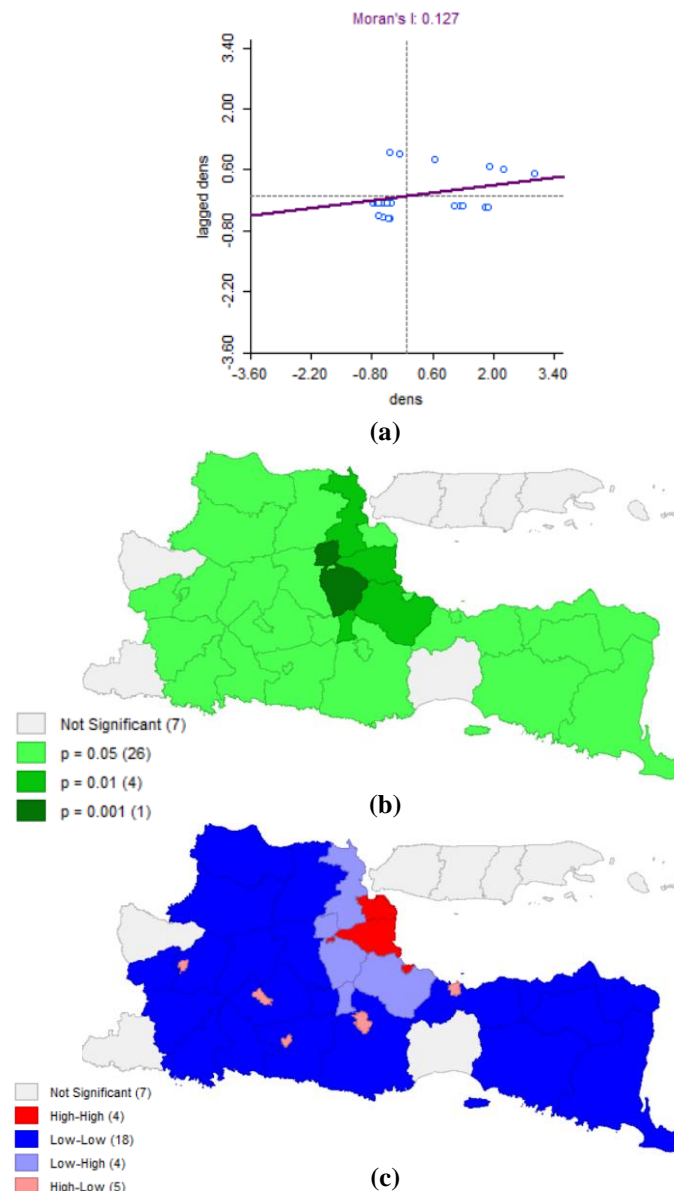 Moran's I: 0.127
3.40
2.00
0.60
-0.80
-2.20
-3.60
lagged dens
-3.60 -2.20 -0.80 0.60 2.00 3.40
dens
(a)
Not Significant (7)
p = 0.05 (26)
p = 0.01 (4)
p = 0.001 (1)
(b)
Not Significant (7)
High-High (4)
Low-Low (18)
Low-High (4)
High-Low (5)
(c)